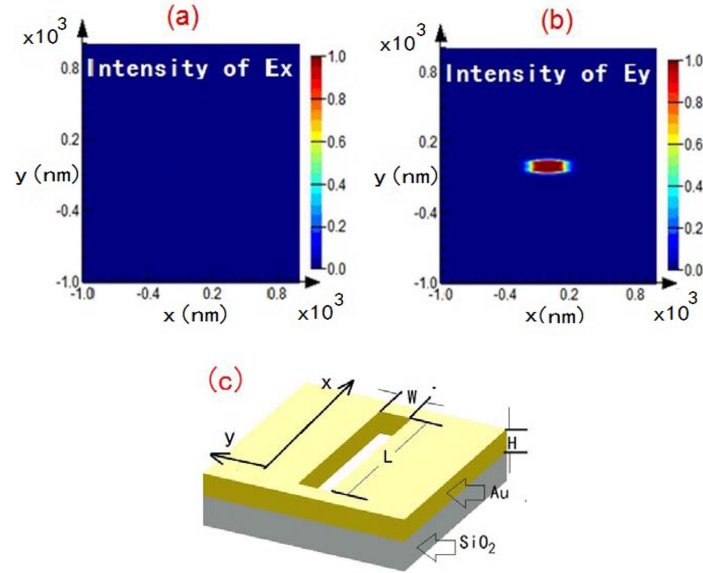 (a)
x10³
1.0
0.8
0.6
0.4
0.2
0.0
Intensity of Ex
0.8
0.2
-0.4
-1.0
y(nm)
-1.0 -0.4 0.2 0.8
x(nm)
x10³
(b)
x10³
1.0
0.8
0.6
0.4
0.2
0.0
Intensity of Ey
0.8
0.2
-0.4
-1.0
y(nm)
-1.0 -0.4 0.2 0.8
x(nm)
x10³
(c)
x
W
y
L
H
Au
SiO₂